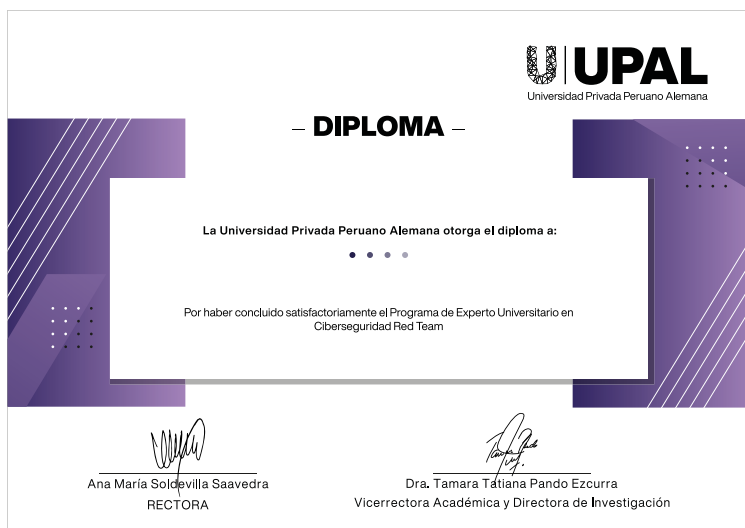 UPAL
Universidad Privada Peruano Alemana
– DIPLOMA –
La Universidad Privada Peruano Alemana otorga el diploma a:
Por haber concluido satisfactoriamente el Programa de Experto Universitario en
Ciberseguridad Red Team
Ana María Soldevilla Saavedra
RECTORA
Dra. Tamara Tatiana Pando Ezcurra
Vicerrectora Académica y Directora de Investigación